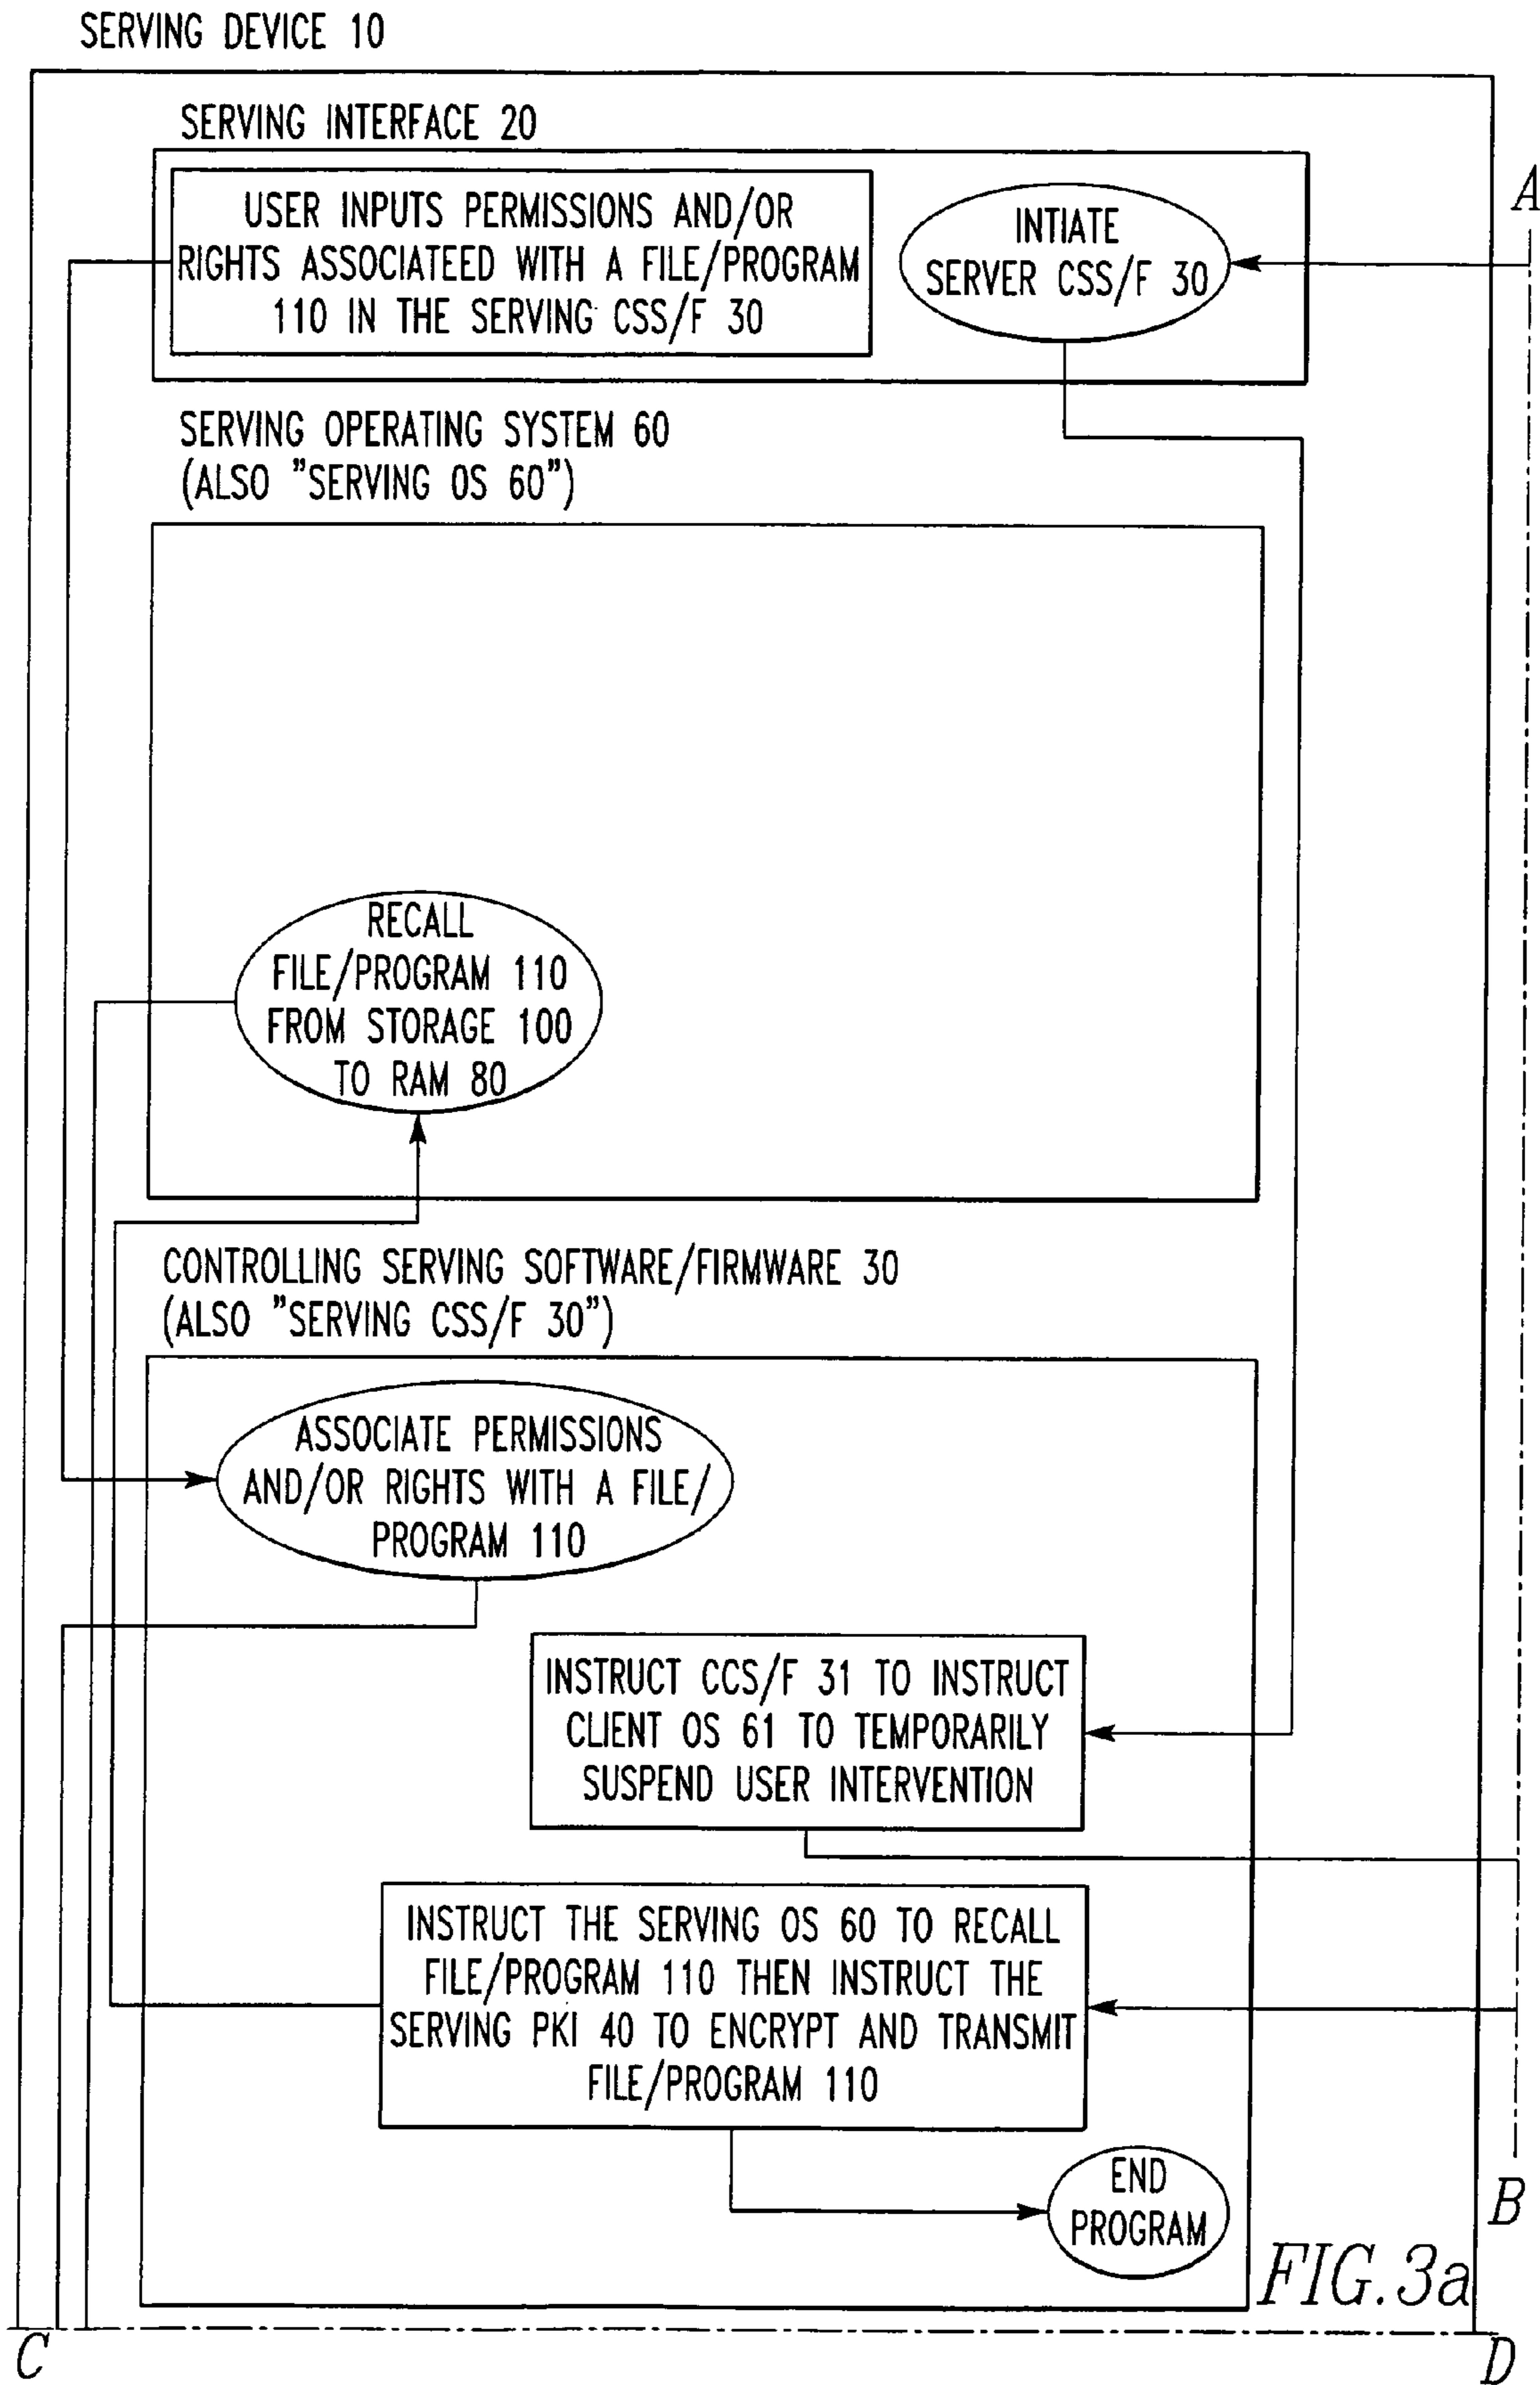 SERVING DEVICE 10
SERVING INTERFACE 20
USER INPUTS PERMISSIONS AND/OR
RIGHTS ASSOCIATEED WITH A FILE/PROGRAM
110 IN THE SERVING CSS/F 30
INTIATE
SERVER CSS/F 30
A
SERVING OPERATING SYSTEM 60
(ALSO "SERVING OS 60")
RECALL
FILE/PROGRAM 110
FROM STORAGE 100
TO RAM 80
CONTROLLING SERVING SOFTWARE/FIRMWARE 30
(ALSO "SERVING CSS/F 30")
ASSOCIATE PERMISSIONS
AND/OR RIGHTS WITH A FILE/
PROGRAM 110
INSTRUCT CCS/F 31 TO INSTRUCT
CLIENT OS 61 TO TEMPORARILY
SUSPEND USER INTERVENTION
INSTRUCT THE SERVING OS 60 TO RECALL
FILE/PROGRAM 110 THEN INSTRUCT THE
SERVING PKI 40 TO ENCRYPT AND TRANSMIT
FILE/PROGRAM 110
END
PROGRAM
B
FIG.3a
C
D